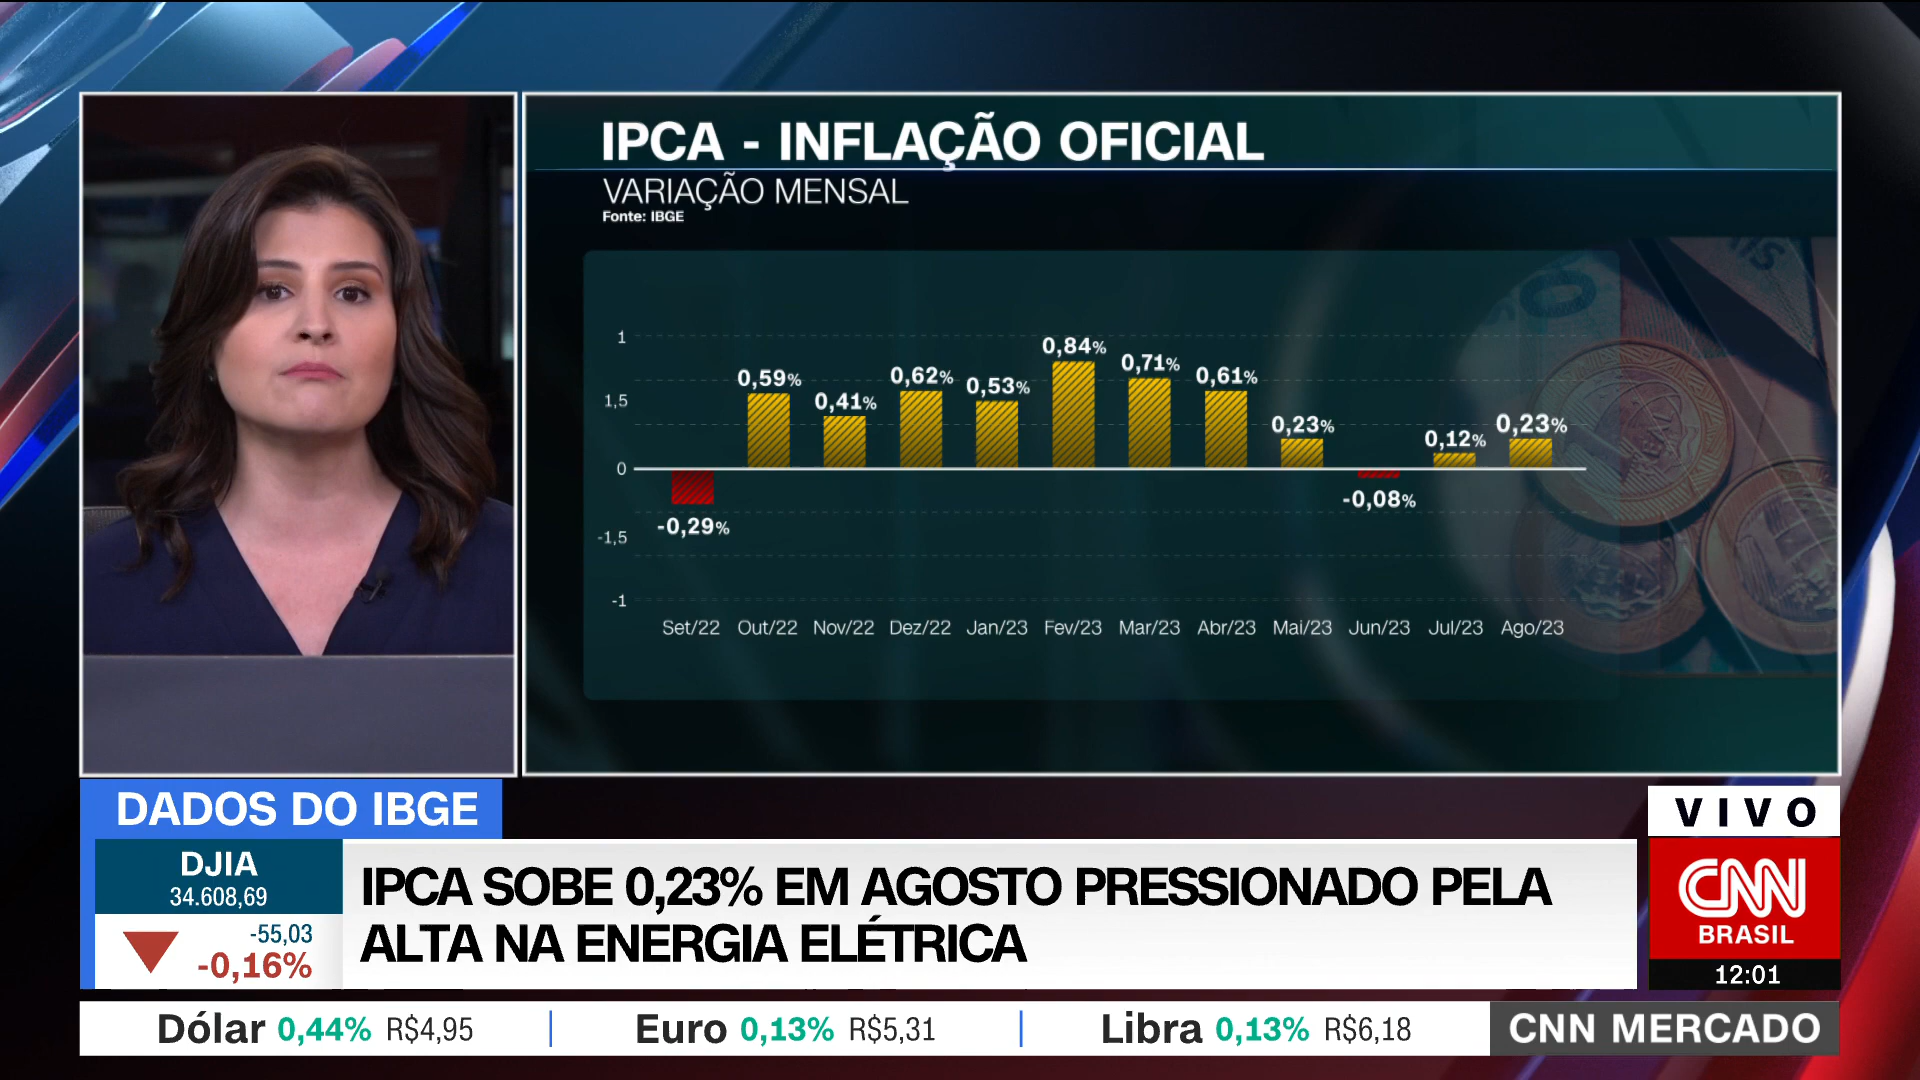 IPCA - INFLAÇÃO OFICIAL
VARIAÇÃO MENSAL
Fonte: IBGE
1
1,5
0
-1,5
-1
-0,29%
0,59%
0,41%
0,62%
0,53%
0,84%
0,71%
0,61%
0,23%
-0,08%
0,12%
0,23%
Set/22 Out/22 Nov/22 Dez/22 Jan/23 Fev/23 Mar/23 Abr/23 Mai/23 Jun/23 Jul/23 Ago/23
DADOS DO IBGE
DJIA
34.608,69
-55,03
-0,16%
IPCA SOBE 0,23% EM AGOSTO PRESSIONADO PELA
ALTA NA ENERGIA ELÉTRICA
VIVO
CNN
BRASIL
12:01
Dólar 0,44% R$4,95 Euro 0,13% R$5,31 Libra 0,13% R$6,18
CNN MERCADO